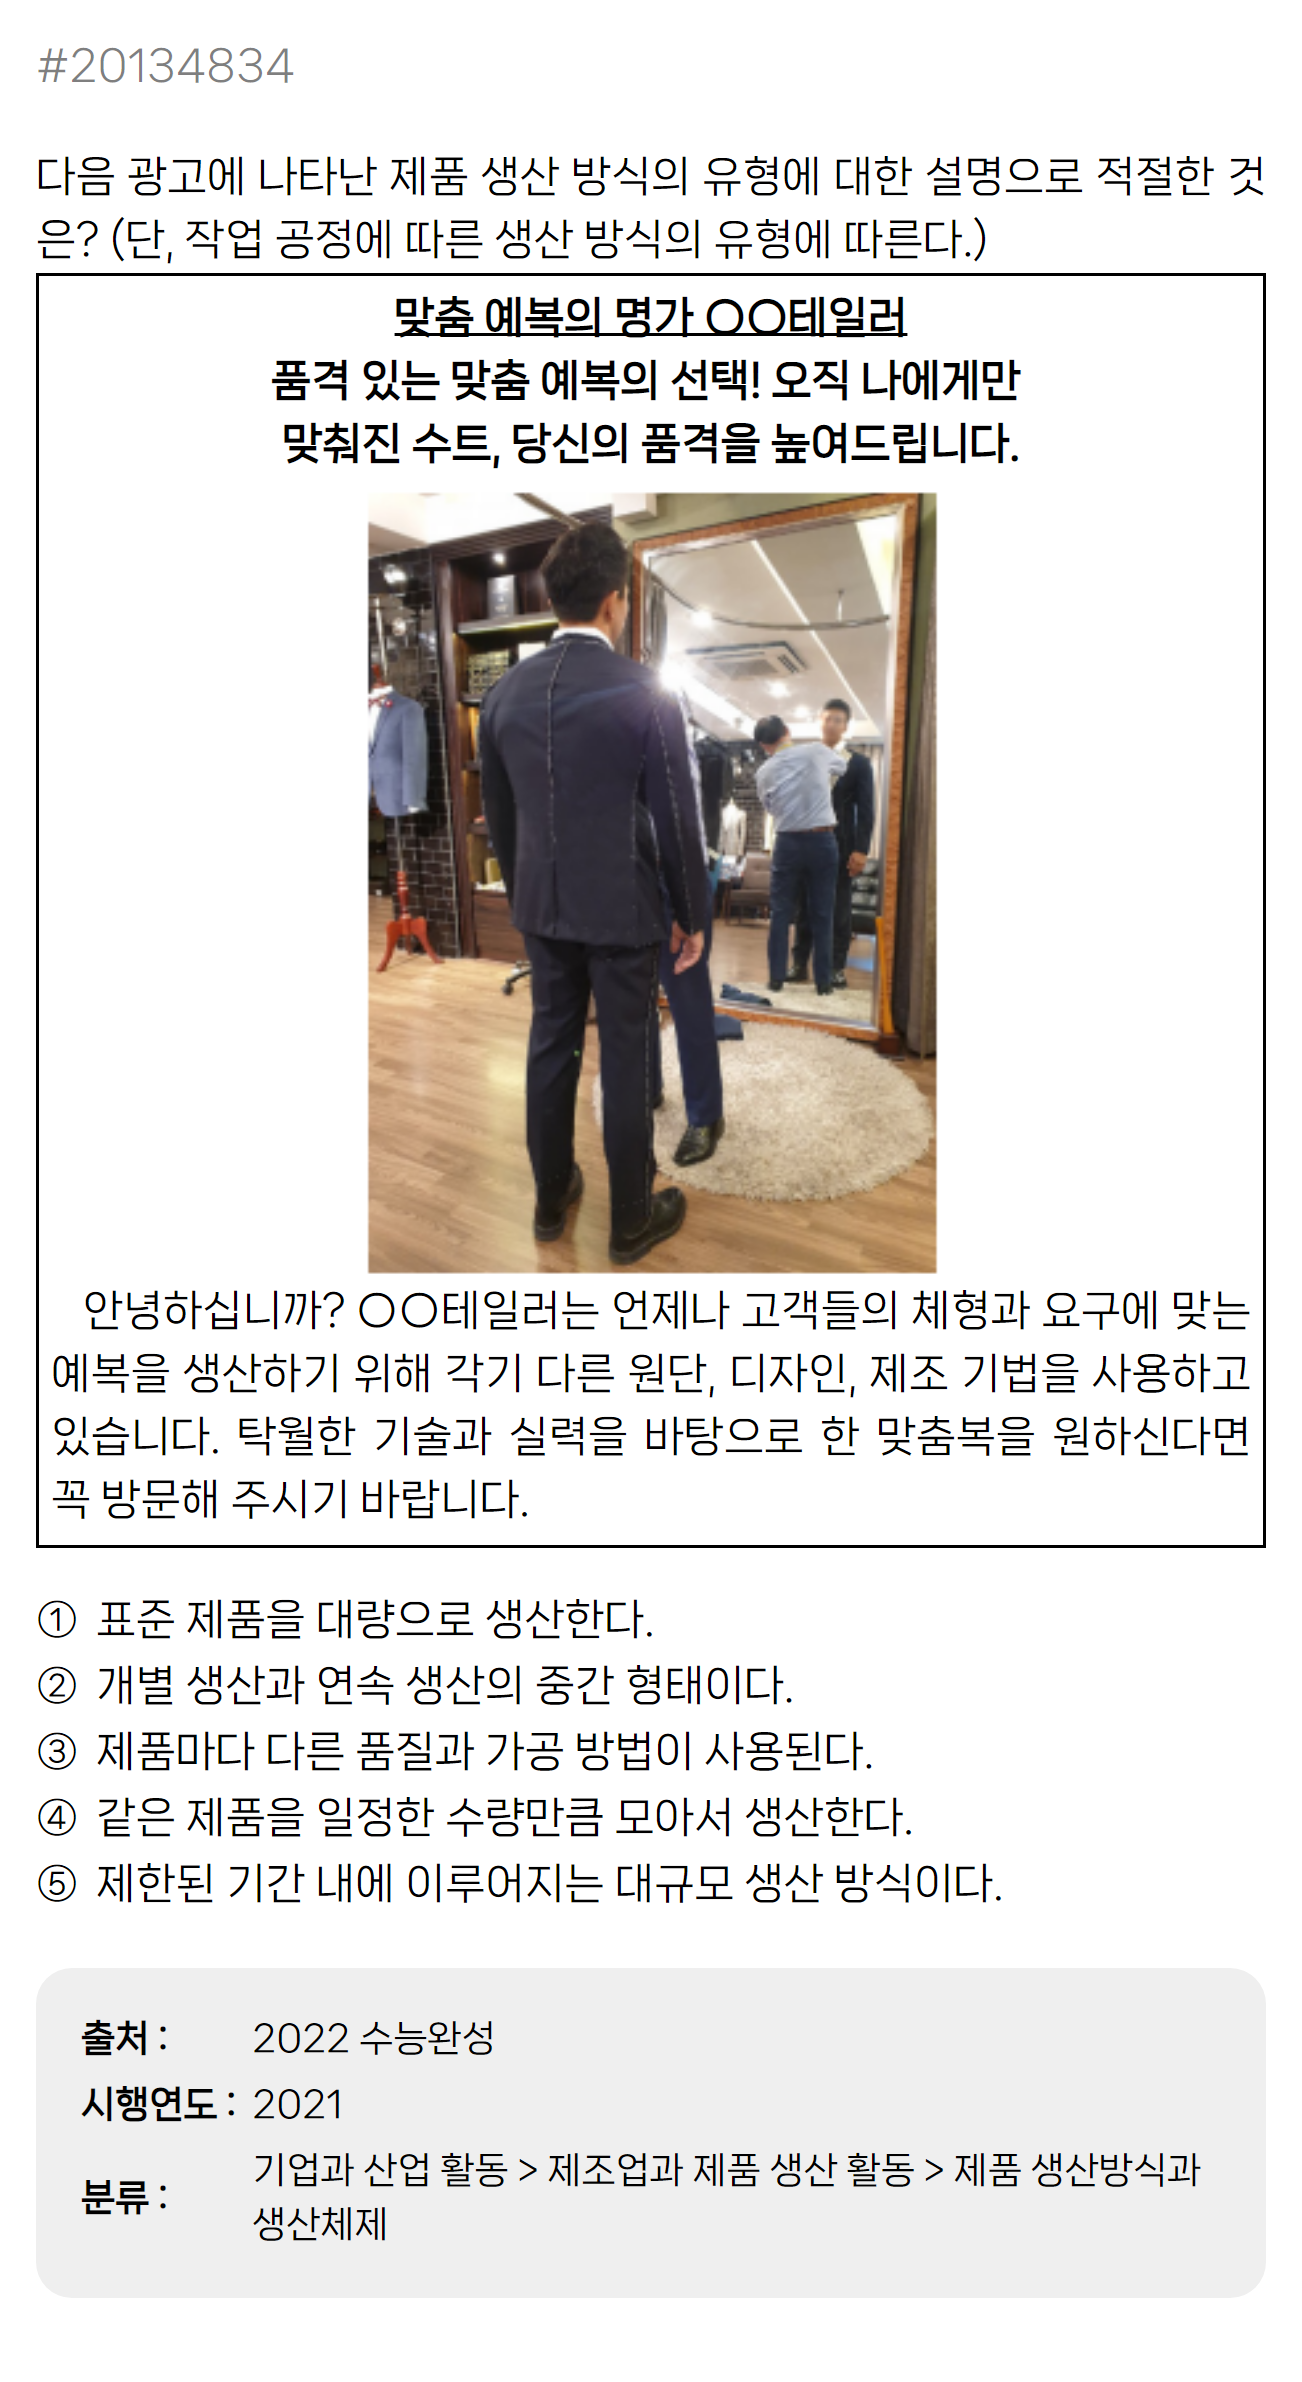 #20134834
다음 광고에 나타난 제품 생산 방식의 유형에 대한 설명으로 적절한 것
은? (단, 작업 공정에 따른 생산 방식의 유형에 따른다.)
맞춤 예복의 명가 ○○테일러
품격 있는 맞춤 예복의 선택! 오직 나에게만
맞춰진 수트, 당신의 품격을 높여드립니다.
안녕하십니까? ○○테일러는 언제나 고객들의 체형과 요구에 맞는
예복을 생산하기 위해 각기 다른 원단, 디자인, 제조 기법을 사용하고
있습니다. 탁월한 기술과 실력을 바탕으로 한 맞춤복을 원하신다면
꼭 방문해 주시기 바랍니다.
① 표준 제품을 대량으로 생산한다.
② 개별 생산과 연속 생산의 중간 형태이다.
③ 제품마다 다른 품질과 가공 방법이 사용된다.
④ 같은 제품을 일정한 수량만큼 모아서 생산한다.
⑤ 제한된 기간 내에 이루어지는 대규모 생산 방식이다.
출처 : 2022 수능완성
시행연도 : 2021
분류 : 기업과 산업 활동 > 제조업과 제품 생산 활동 > 제품 생산방식과
생산체제